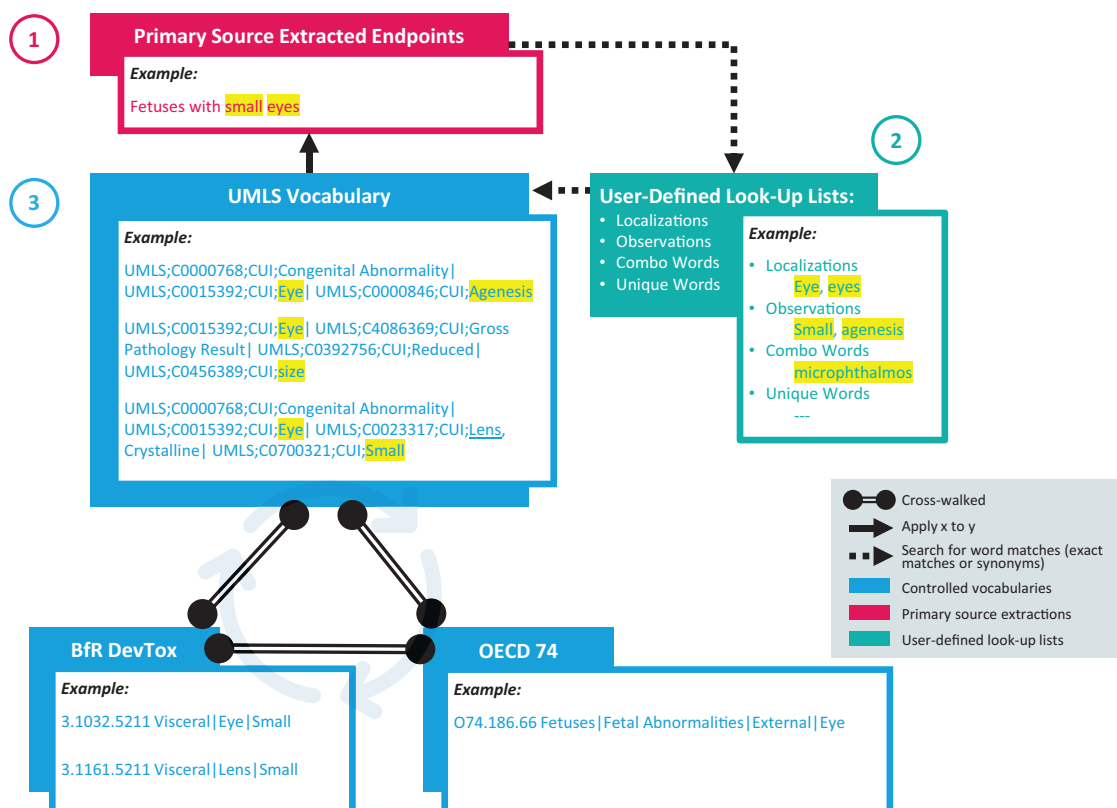 1
Primary Source Extracted Endpoints
Example:
Fetuses with small eyes
2
3
UMLS Vocabulary
Example:
UMLS;C0000768;CUI;Congenital Abnormality|
UMLS;C0015392;CUI;Eye| UMLS;C0000846;CUI;Agenesis
UMLS;C0015392;CUI;Eye| UMLS;C4086369;CUI;Gross
Pathology Result| UMLS;C0392756;CUI;Reduced|
UMLS;C0456389;CUI;size
UMLS;C0000768;CUI;Congenital Abnormality|
UMLS;C0015392;CUI;Eye| UMLS;C0023317;CUI;Lens,
Crystalline| UMLS;C0700321;CUI;Small
User-Defined Look-Up Lists:
• Localizations
• Observations
• Combo Words
• Unique Words
Example:
• Localizations
Eye, eyes
• Observations
Small, agenesis
• Combo Words
microphthalmos
• Unique Words
---
Cross-walked
Apply x to y
Search for word matches (exact
matches or synonyms)
Controlled vocabularies
Primary source extractions
User-defined look-up lists
BfR DevTox
Example:
3.1032.5211 Visceral|Eye|Small
3.1161.5211 Visceral|Lens|Small
OECD 74
Example:
O74.186.66 Fetuses|Fetal Abnormalities|External|Eye